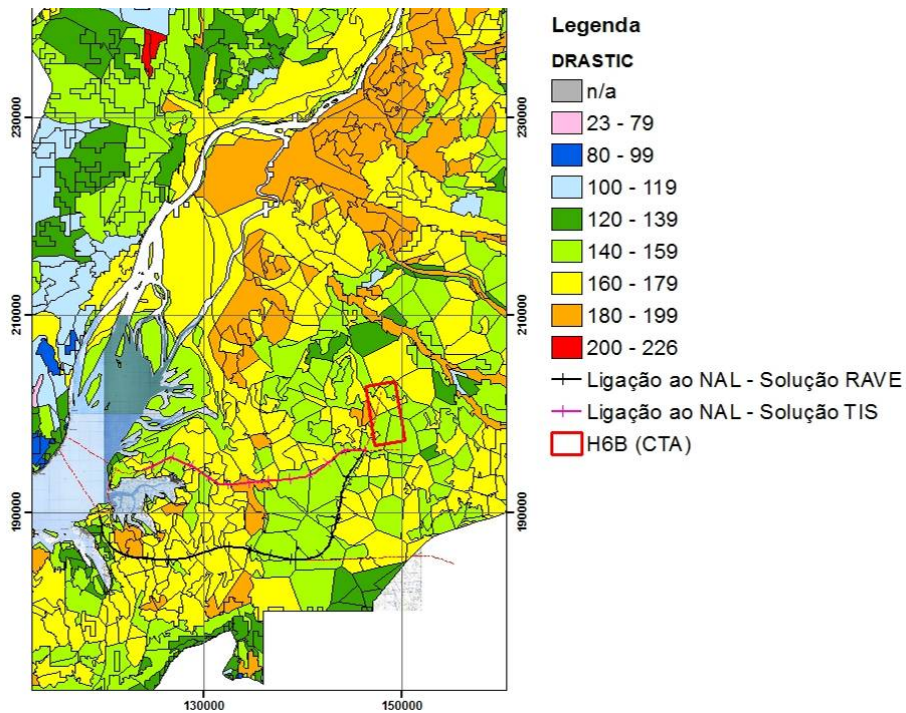 Legenda
DRASTIC
n/a
23 - 79
80 - 99
100 - 119
120 - 139
140 - 159
160 - 179
180 - 199
200 - 226
Ligação ao NAL - Solução RAVE
Ligação ao NAL - Solução TIS
H6B (CTA)
230000
230000
210000
210000
190000
190000
130000
150000